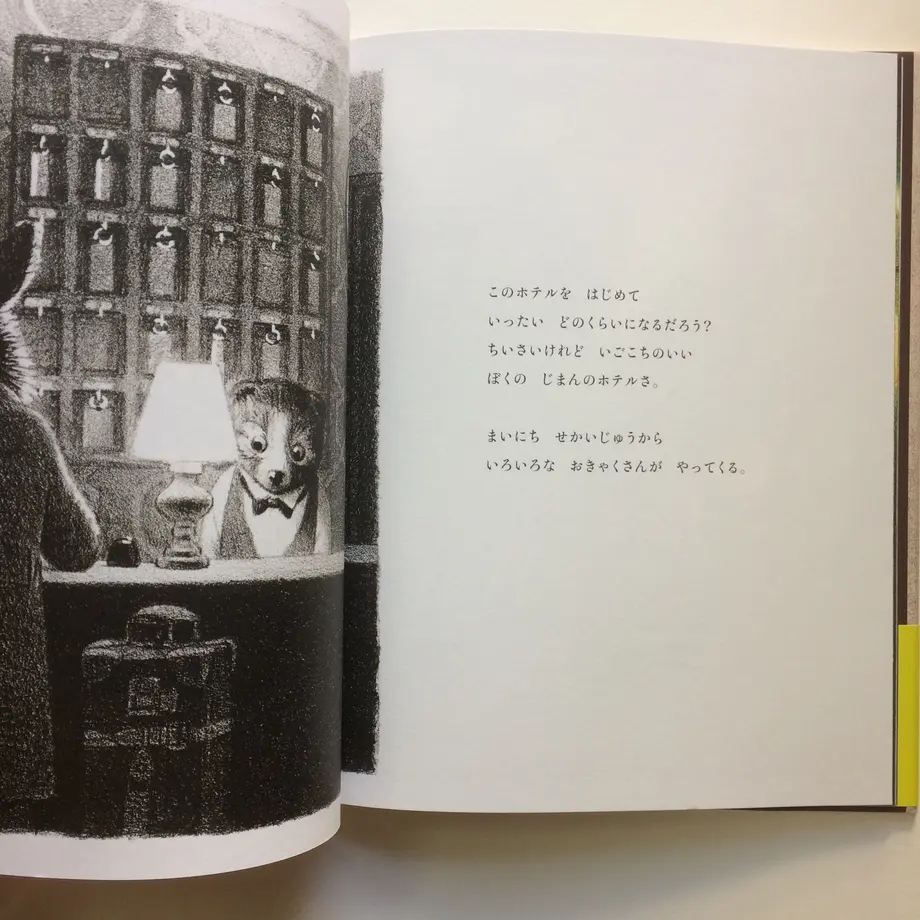 このホテルを　はじめて
いったい　どのくらいになるだろう?
ちいさいけれど　いごこちのいい
ぼくの　じまんのホテルさ。
まいにち　せかいじゅうから
いろいろな　おきゃくさんが　やってくる。